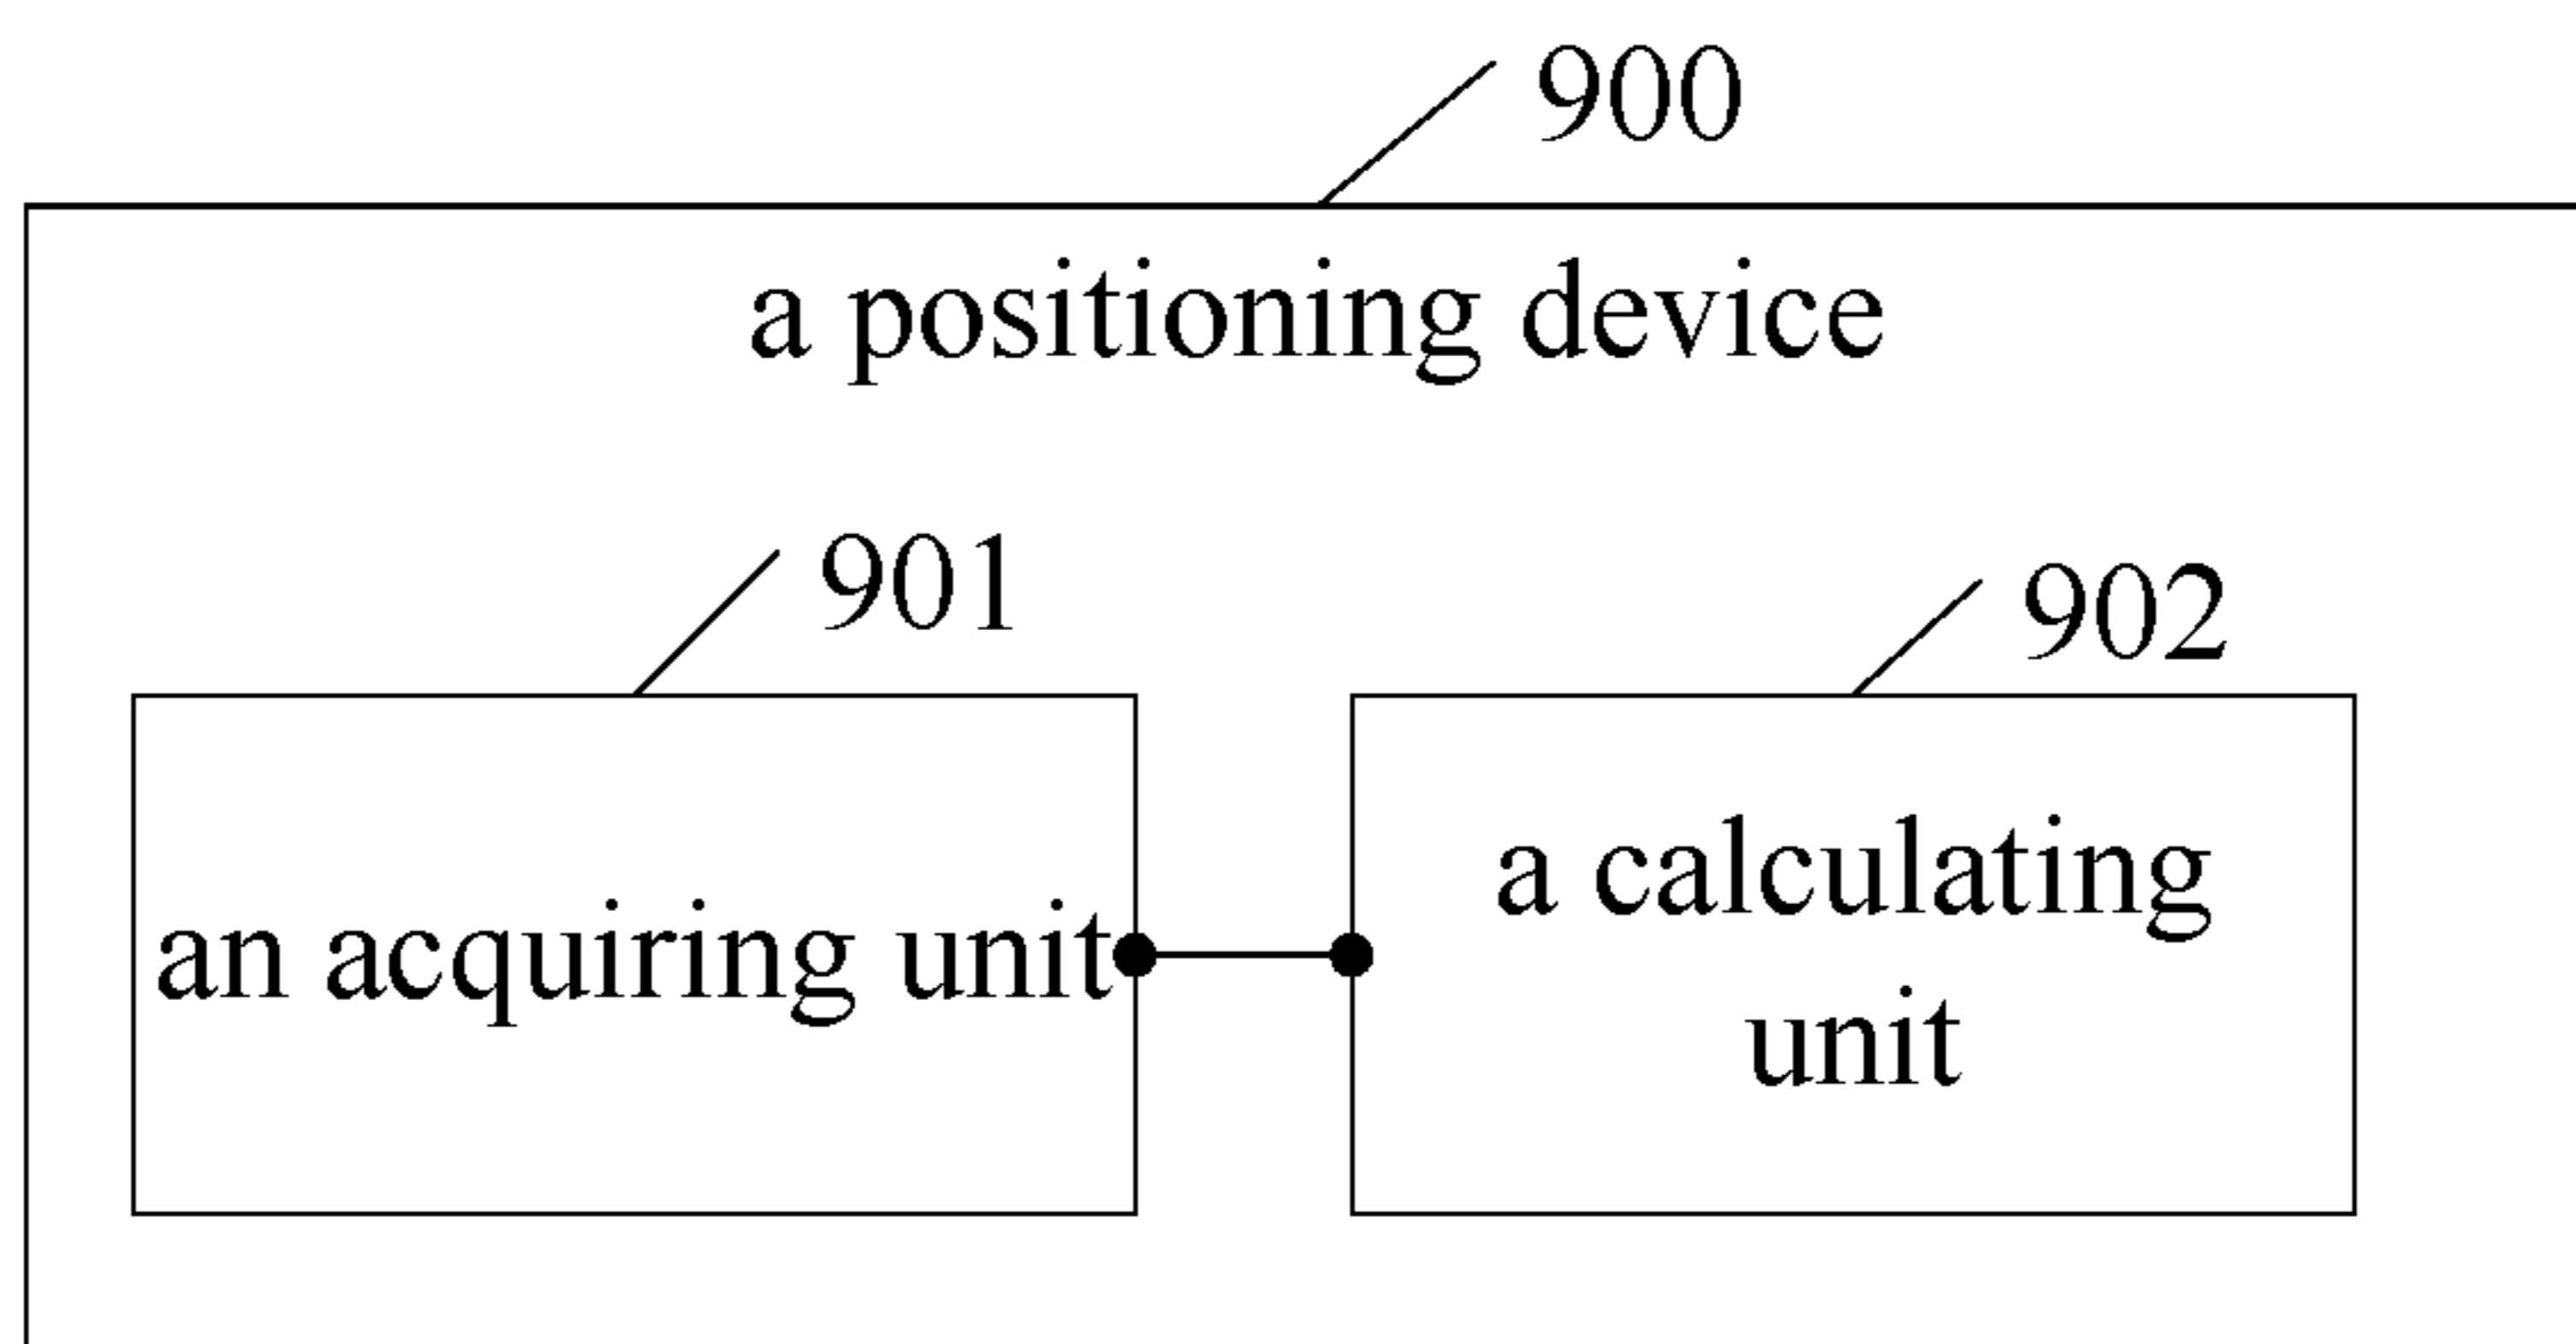 900
a positioning device
901
902
an acquiring unit
a calculating
unit